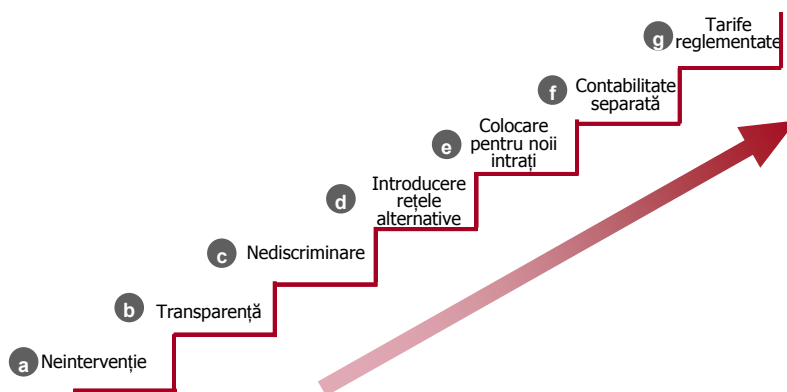 g Tarife
reglementate
f Contabilitate
separată
e Colocare
pentru noii
intrați
d Introducere
rețele
alternative
c Nediscriminare
b Transparență
a Neintervenție